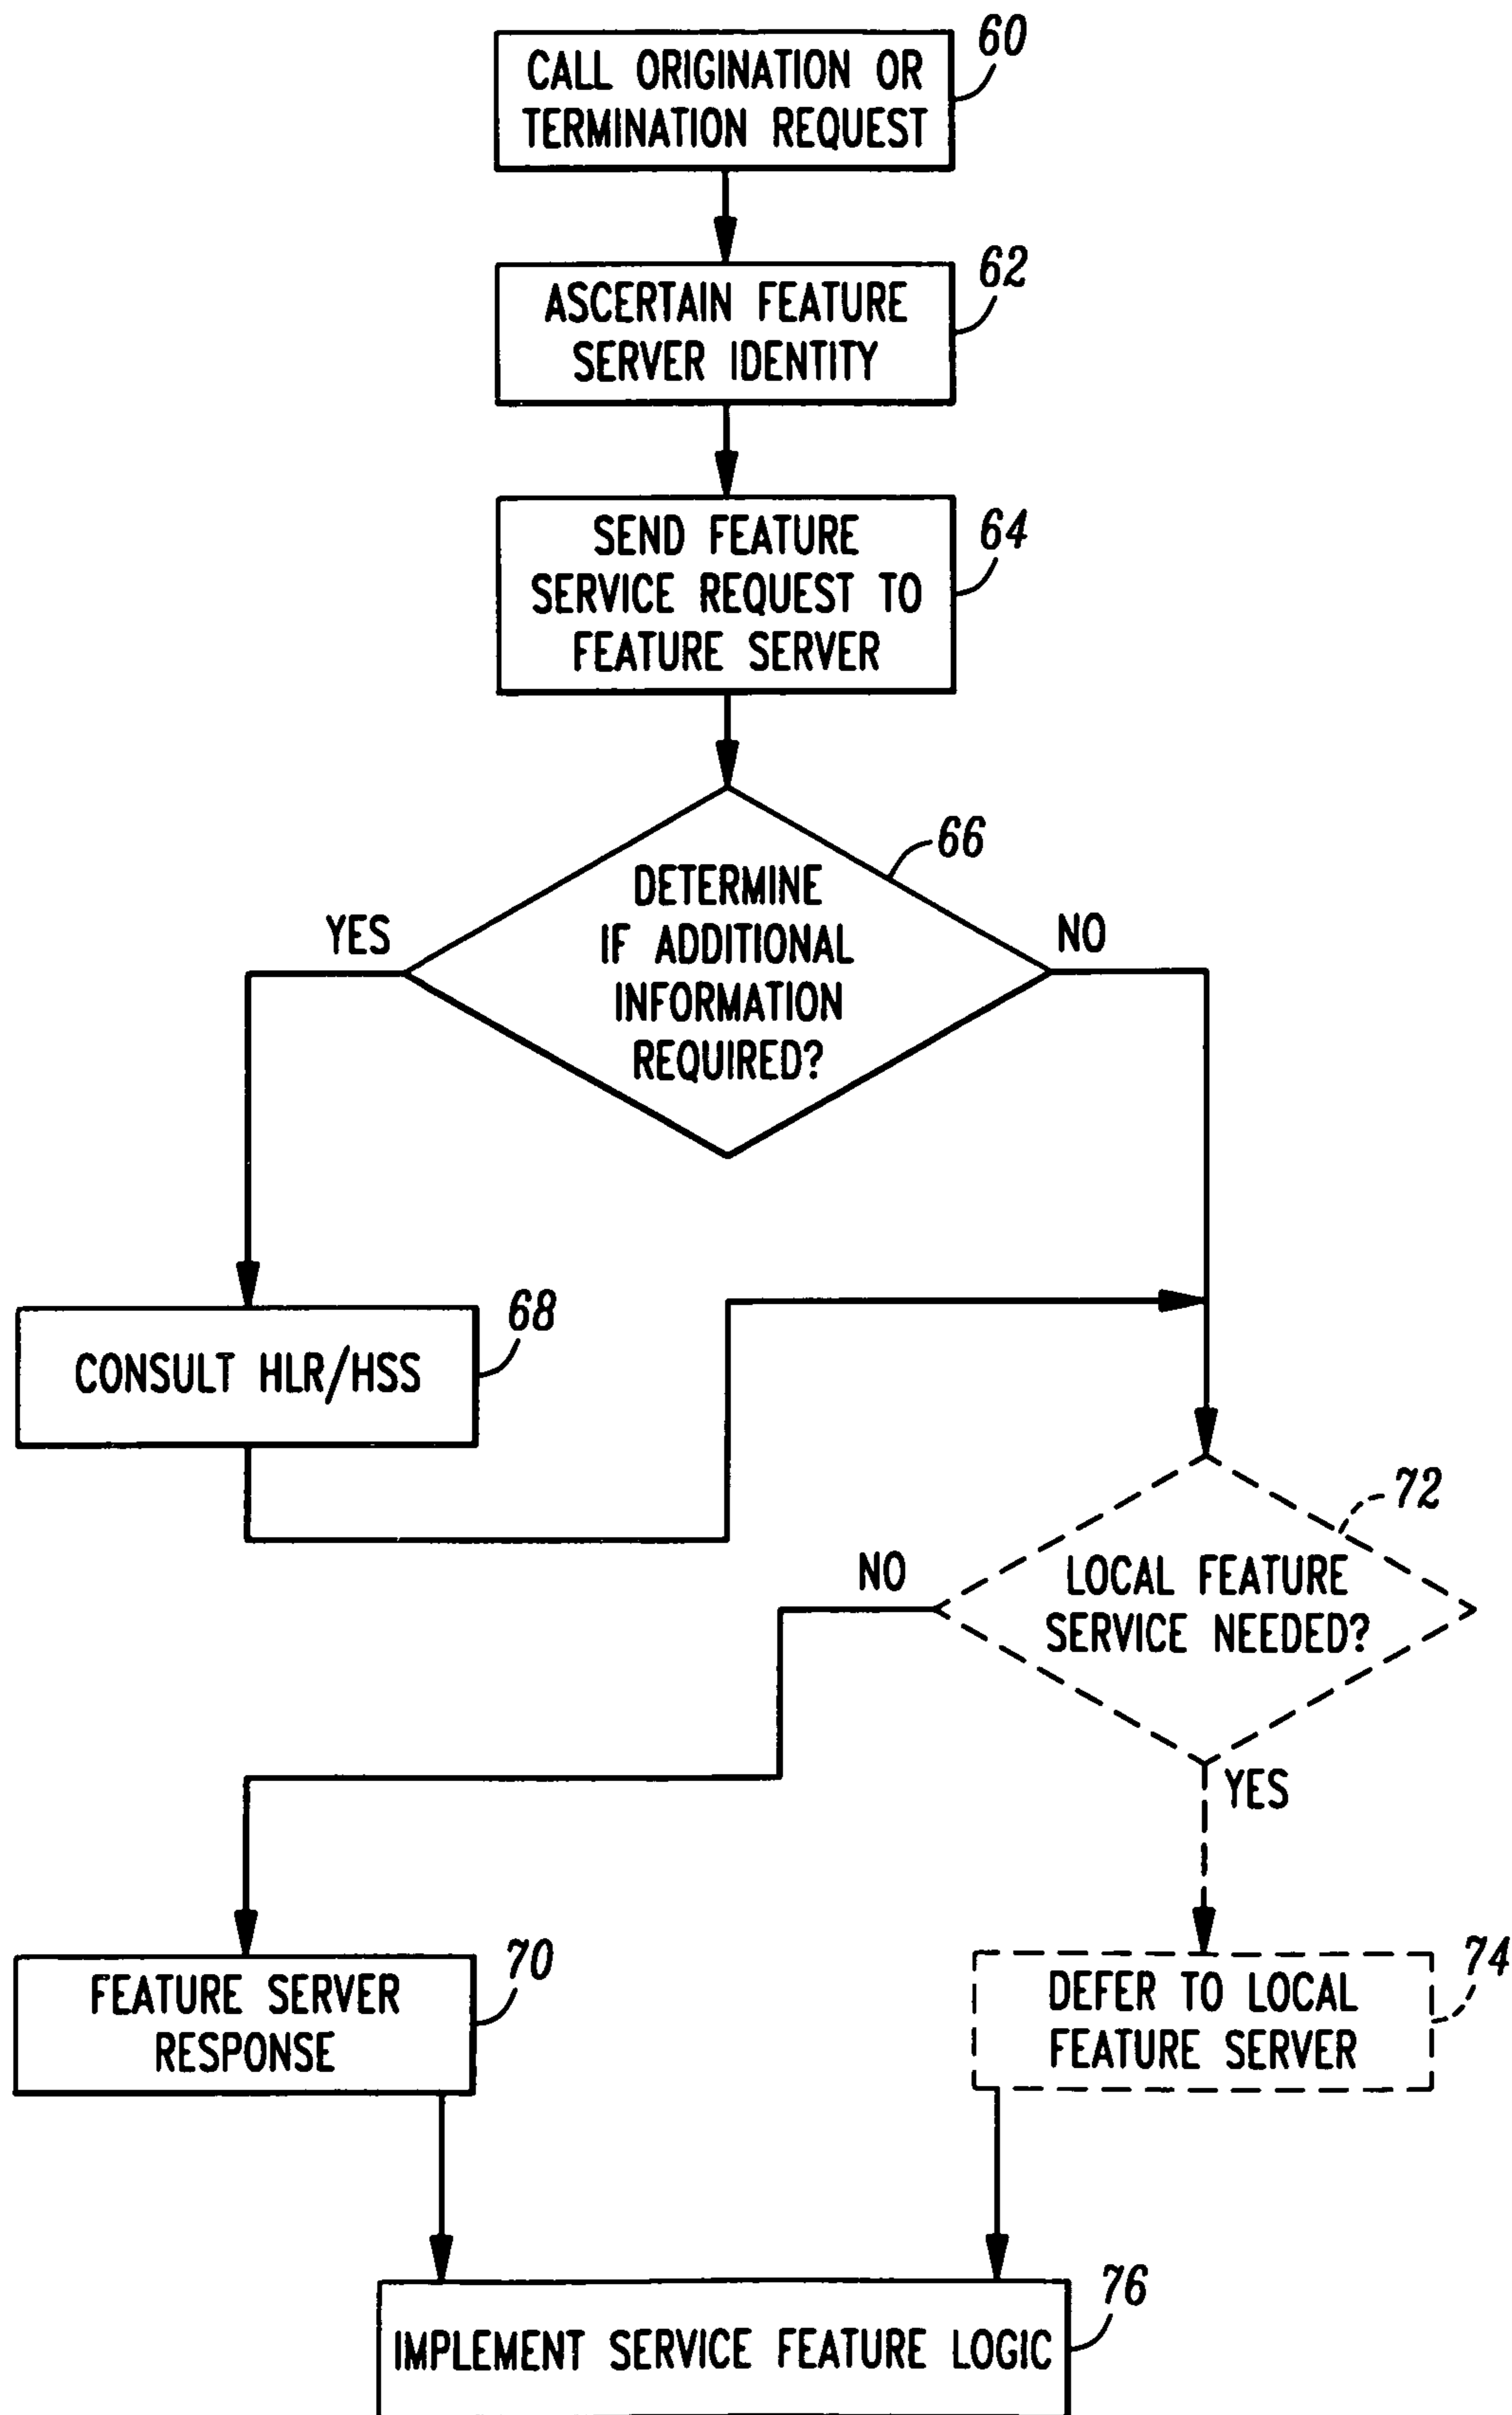 CALL ORIGINATION OR
TERMINATION REQUEST
60
ASCERTAIN FEATURE
SERVER IDENTITY
62
SEND FEATURE
SERVICE REQUEST TO
FEATURE SERVER
64
DETERMINE
IF ADDITIONAL
INFORMATION
REQUIRED?
66
YES
NO
CONSULT HLR/HSS
68
LOCAL FEATURE
SERVICE NEEDED?
72
NO
YES
FEATURE SERVER
RESPONSE
70
DEFER TO LOCAL
FEATURE SERVER
74
IMPLEMENT SERVICE FEATURE LOGIC
76